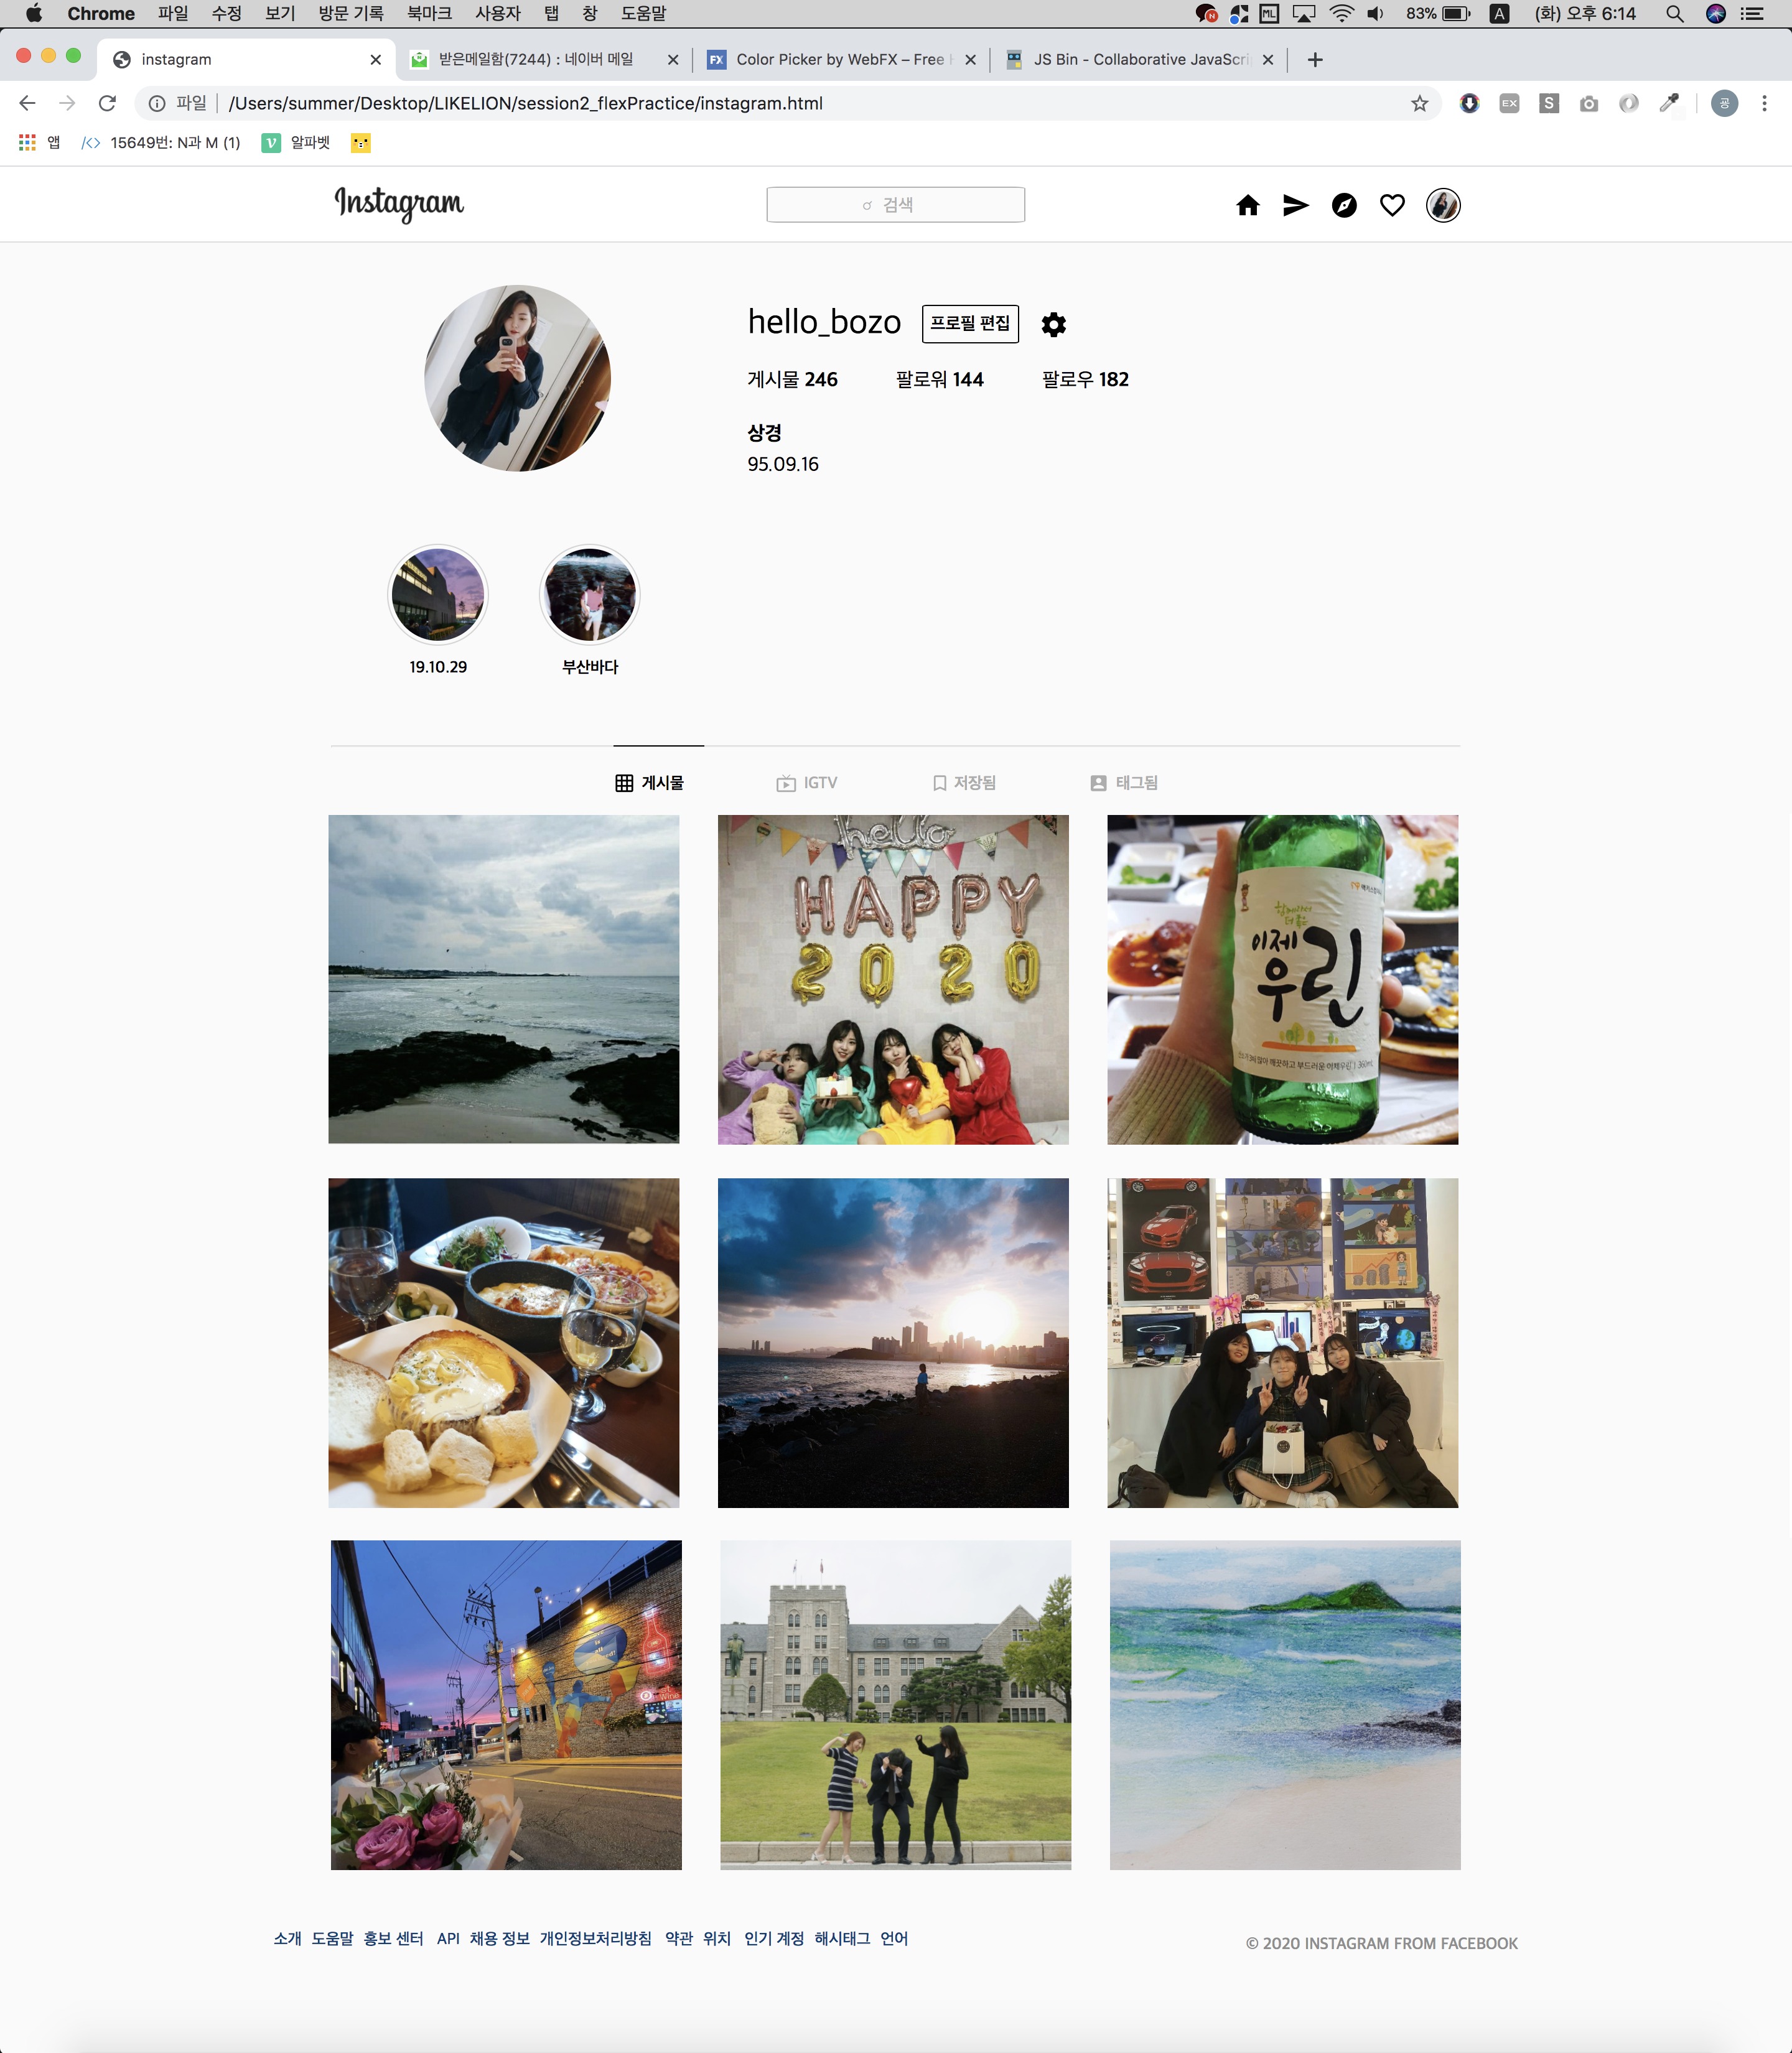 Chrome 파일 수정 보기 방문 기록 북마크 사용자 탭 창 도움말 83% A (화) 오후 6:14
instagram 받은메일함(7244) : 네이버 메일 Color Picker by WebFX – Free JS Bin - Collaborative JavaScri
파일 /Users/summer/Desktop/LIKELION/session2_flexPractice/instagram.html EX S 공
앱 15649번: N과 M (1) 알파벳
Instagram 검색
hello_bozo 프로필 편집
게시물 246 팔로워 144 팔로우 182
상경
95.09.16
19.10.29 부산바다
게시물 IGTV 저장됨 태그됨
hello
HAPPY
2020
이제
우린
소개 도움말 홍보 센터 API 채용 정보 개인정보처리방침 약관 위치 인기 계정 해시태그 언어
© 2020 INSTAGRAM FROM FACEBOOK